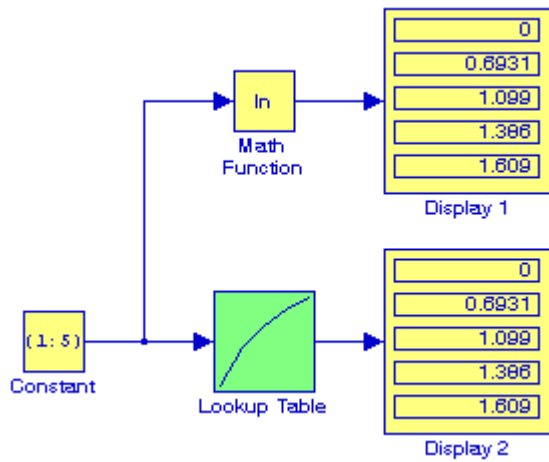 0
0.6931
1.099
1.386
1.609
Display 1
ln
Math
Function
(1:5)
Constant
Lookup Table
0
0.6931
1.099
1.386
1.609
Display 2